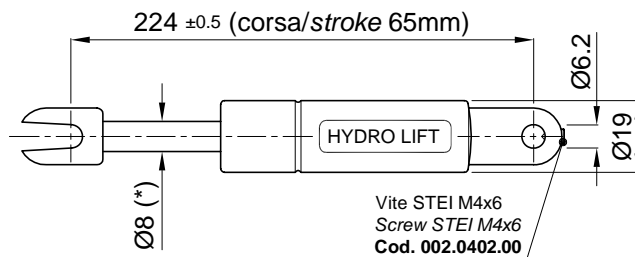 224 ±0.5 (corsa/stroke 65mm)
Ø6.2
HYDRO LIFT
Ø19
Ø8 (*)
Vite STEI M4x6
Screw STEI M4x6
Cod. 002.0402.00